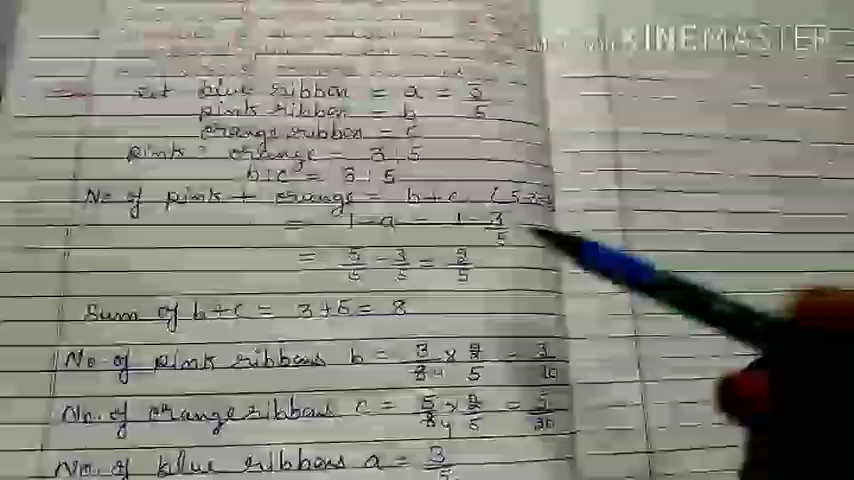 KINEMASTER
Let blue ribbon = a = 3/5
pink ribbon = b
orange ribbon = c
pink : orange = 3:5
b:c = 3:5
No of pink + orange = b+c
= 1-a = 1-3/5
= 5/5 - 3/5 = 2/5
Sum of b+c = 3+5 = 8
No. of pink ribbons b = 3/8 4 × 2/5 = 3/20
No. of orange ribbons c = 5/8 4 × 2/5 = 5/20
No. of blue ribbons a = 3/5